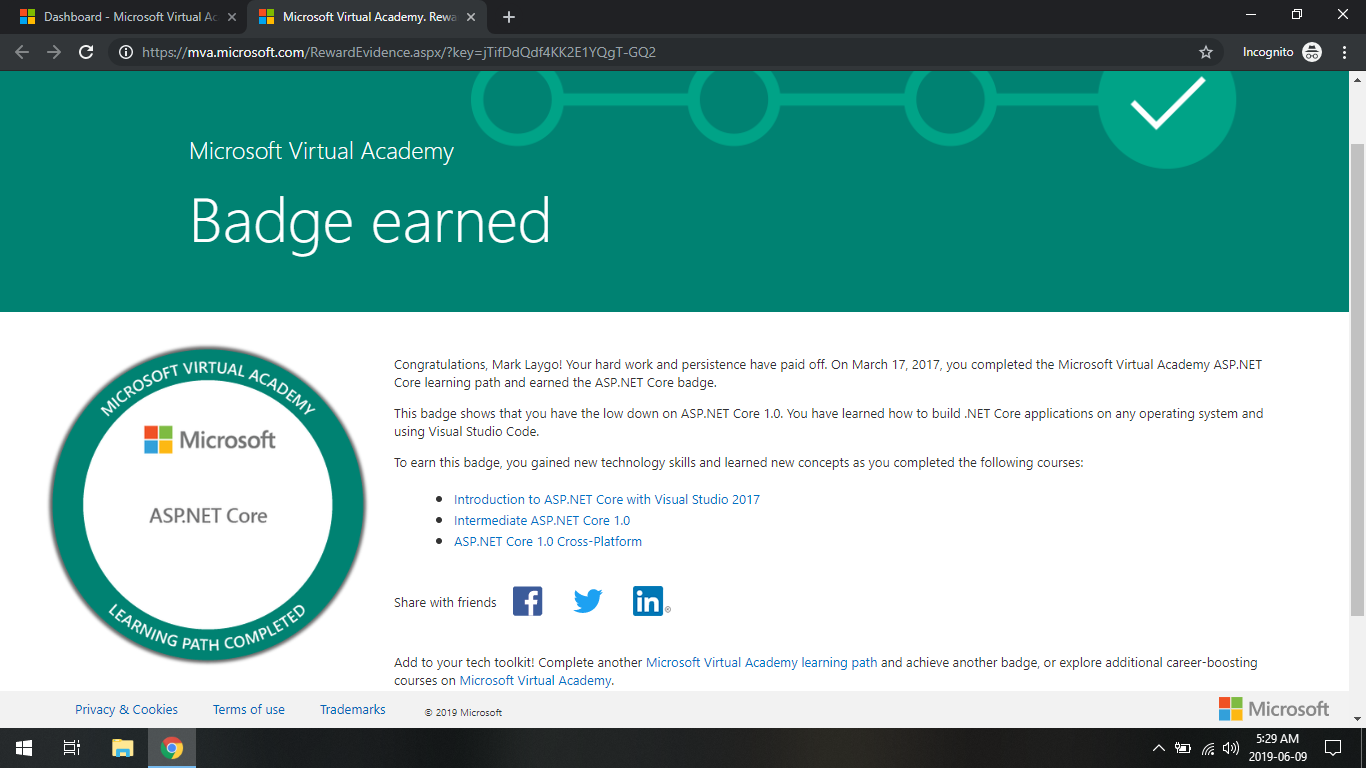 Dashboard - Microsoft Virtual Ac
Microsoft Virtual Academy. Rewa
https://mva.microsoft.com/RewardEvidence.aspx/?key=jTifDdQdf4KK2E1YQgT-GQ2
Incognito
Microsoft Virtual Academy
Badge earned
MICROSOFT VIRTUAL ACADEMY
Microsoft
ASP.NET Core
LEARNING PATH COMPLETED
Congratulations, Mark Laygo! Your hard work and persistence have paid off. On March 17, 2017, you completed the Microsoft Virtual Academy ASP.NET
Core learning path and earned the ASP.NET Core badge.
This badge shows that you have the low down on ASP.NET Core 1.0. You have learned how to build .NET Core applications on any operating system and
using Visual Studio Code.
To earn this badge, you gained new technology skills and learned new concepts as you completed the following courses:
• Introduction to ASP.NET Core with Visual Studio 2017
• Intermediate ASP.NET Core 1.0
• ASP.NET Core 1.0 Cross-Platform
Share with friends
in®
Add to your tech toolkit! Complete another Microsoft Virtual Academy learning path and achieve another badge, or explore additional career-boosting
courses on Microsoft Virtual Academy.
Privacy & Cookies Terms of use Trademarks © 2019 Microsoft
Microsoft
5:29 AM
2019-06-09